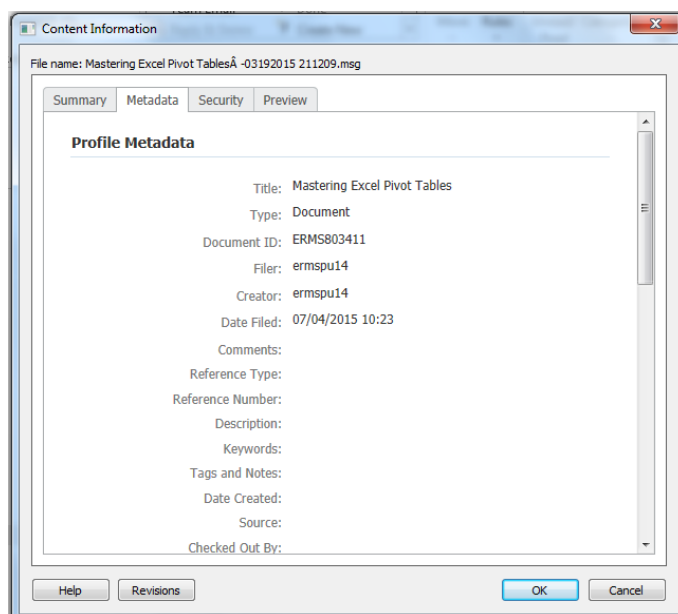 Content Information
File name: Mastering Excel Pivot TablesÂ -03192015 211209.msg
Summary Metadata Security Preview
Profile Metadata
Title: Mastering Excel Pivot Tables
Type: Document
Document ID: ERMS803411
Filer: ermspu14
Creator: ermspu14
Date Filed: 07/04/2015 10:23
Comments:
Reference Type:
Reference Number:
Description:
Keywords:
Tags and Notes:
Date Created:
Source:
Checked Out By:
Help Revisions OK Cancel